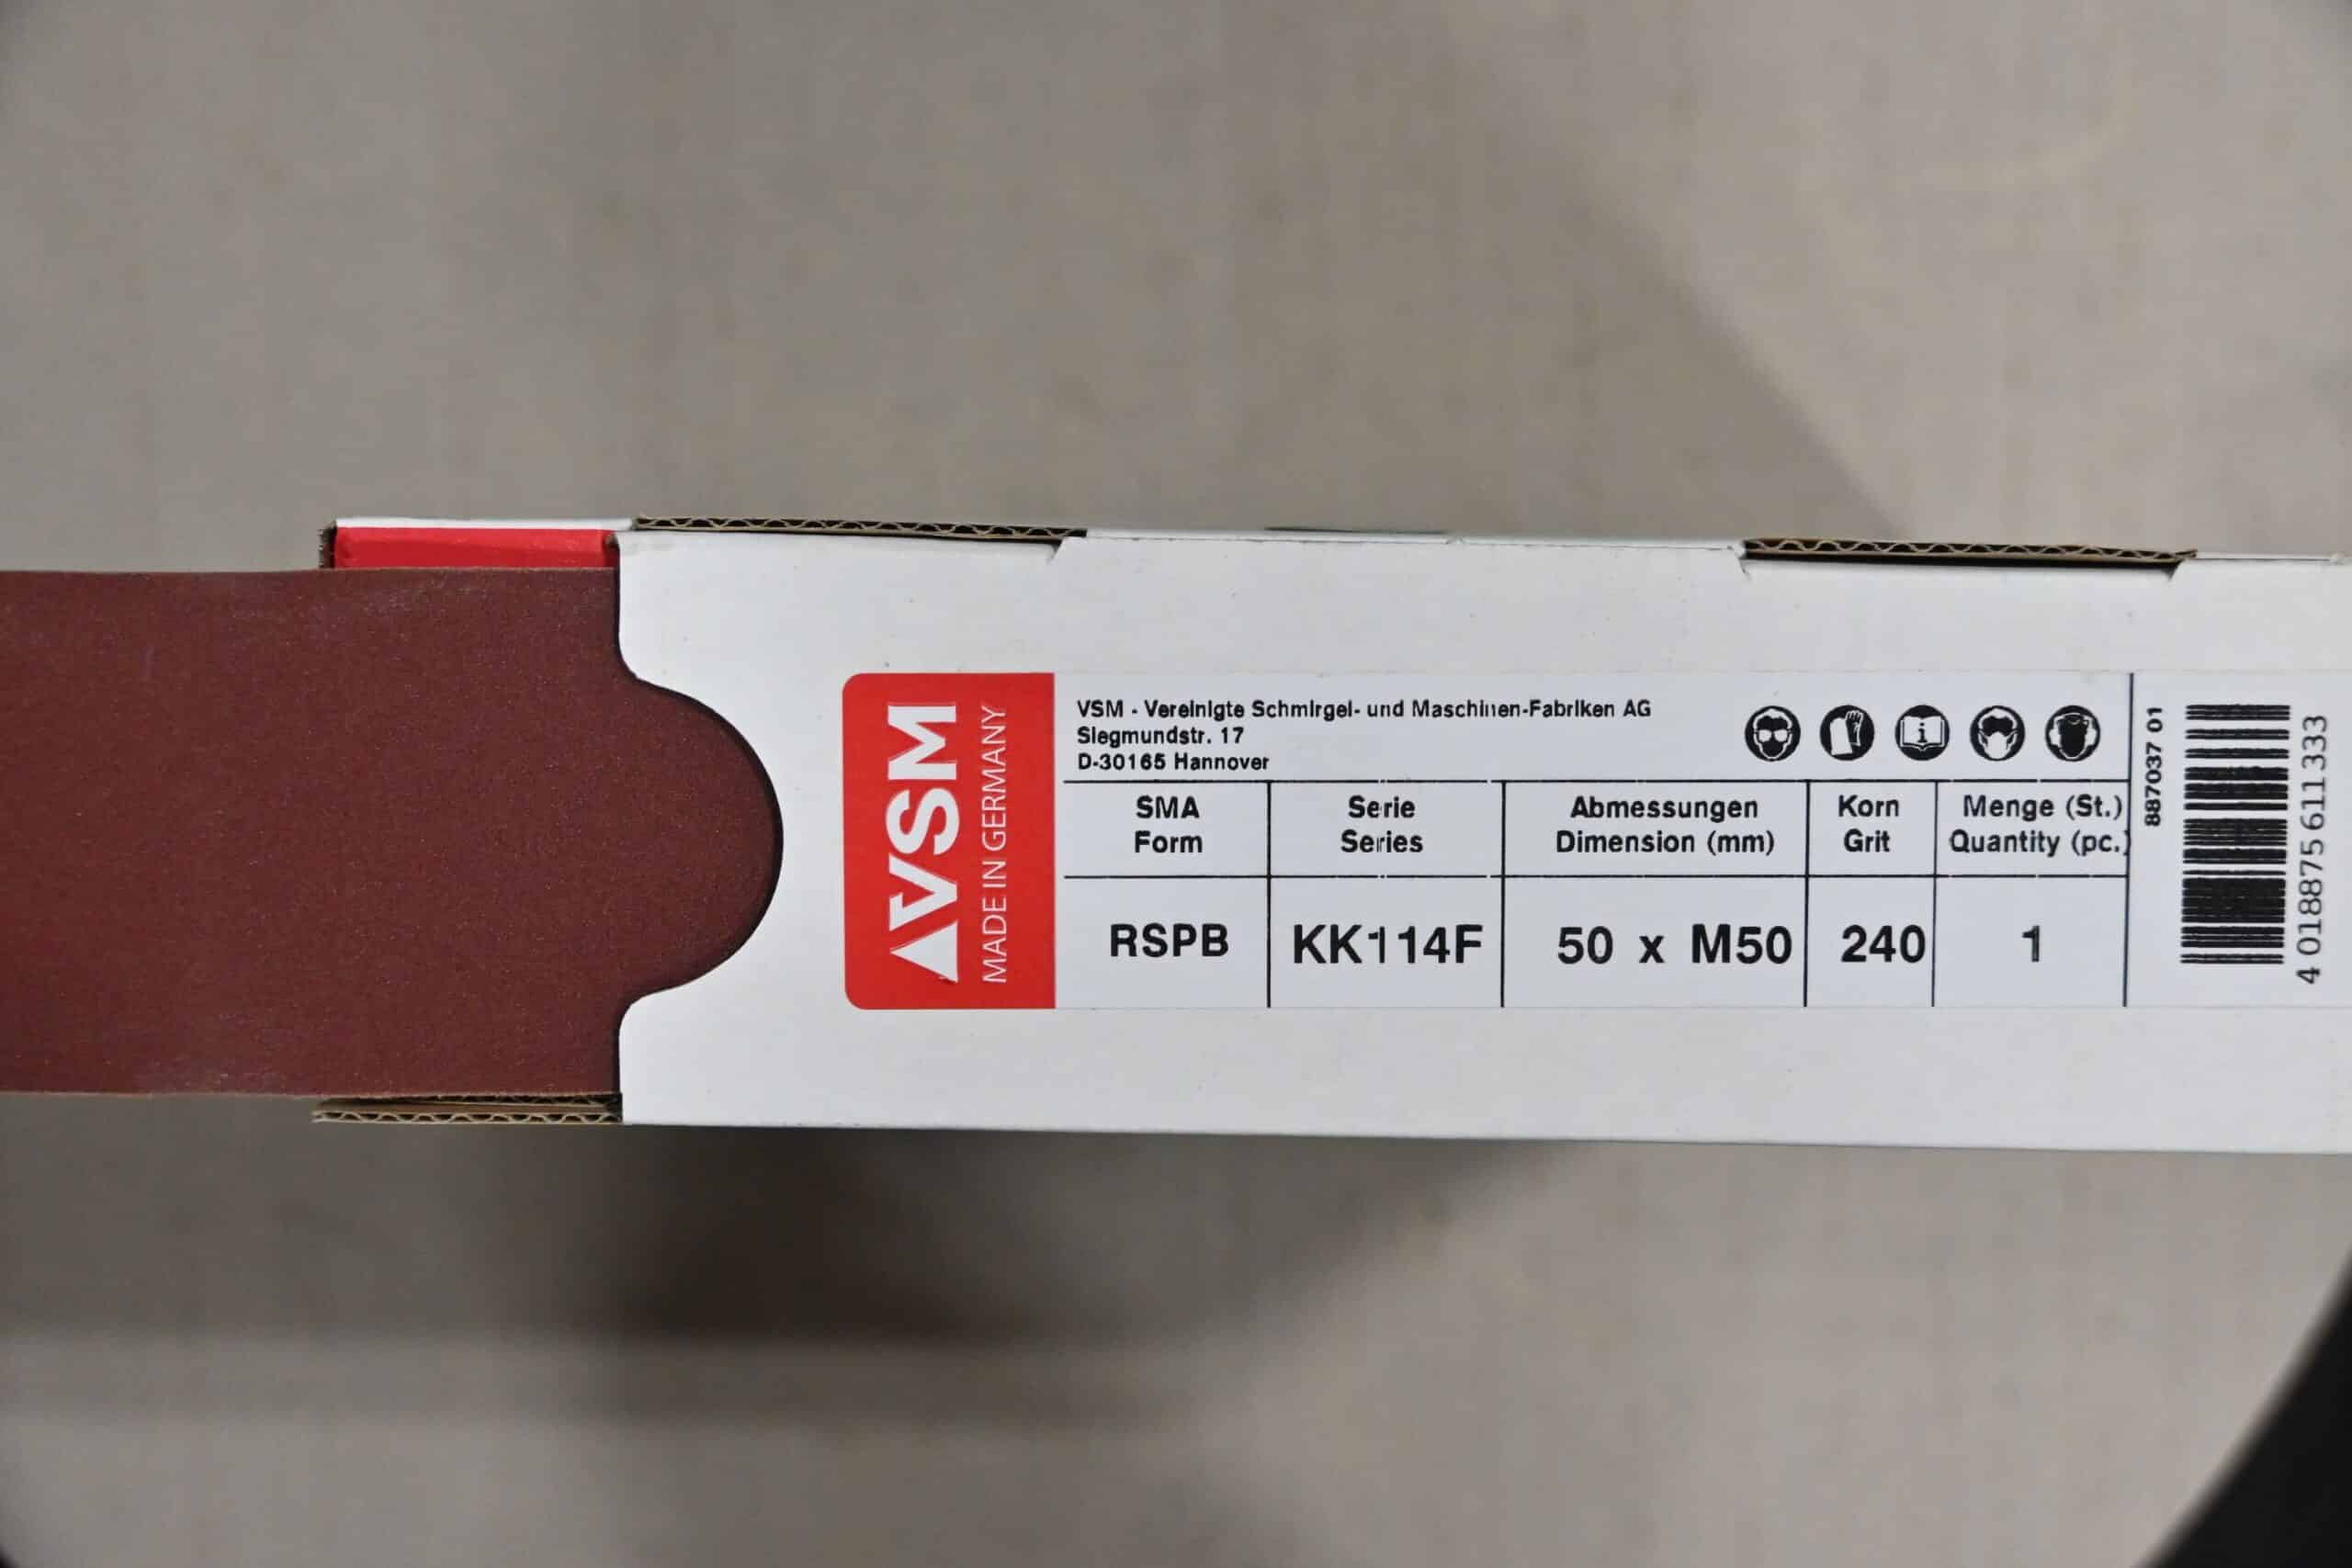 VSM
MADE IN GERMANY
VSM - Vereinigte Schmirgel- und Maschinen-Fabriken AG
Siegmundstr. 17
D-30165 Hannover
SMA Serie Abmessungen Korn Menge (St.)
Form Series Dimension (mm) Grit Quantity (pc.)
RSPB KK114F 50 x M50 240 1
887037 01
4 018875 611333